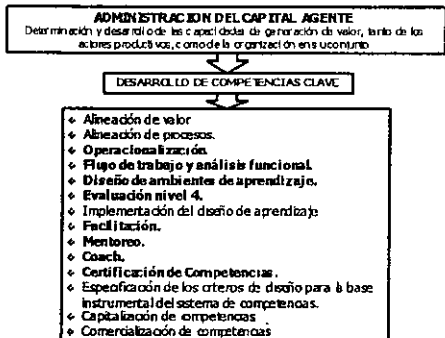 ADMINISTRACION DEL CAPITAL AGENTE
Determinación y desarrollo de las capacidades de generación de valor, tanto de los
actores productivos, como de la organización en su conjunto
DESARROLLO DE COMPETENCIAS CLAVE
❖ Alineación de valor
❖ Alineación de procesos.
❖ Operacionalización.
❖ Flujo de trabajo y análisis funcional.
❖ Diseño de ambientes de aprendizaje.
❖ Evaluación nivel 4.
❖ Implementación del diseño de aprendizaje
❖ Facilitación.
❖ Mentoreo.
❖ Coach.
❖ Certificación de Competencias.
❖ Especificación de los criterios de diseño para la base
instrumental del sistema de competencias.
❖ Capitalización de competencias
❖ Comercialización de competencias